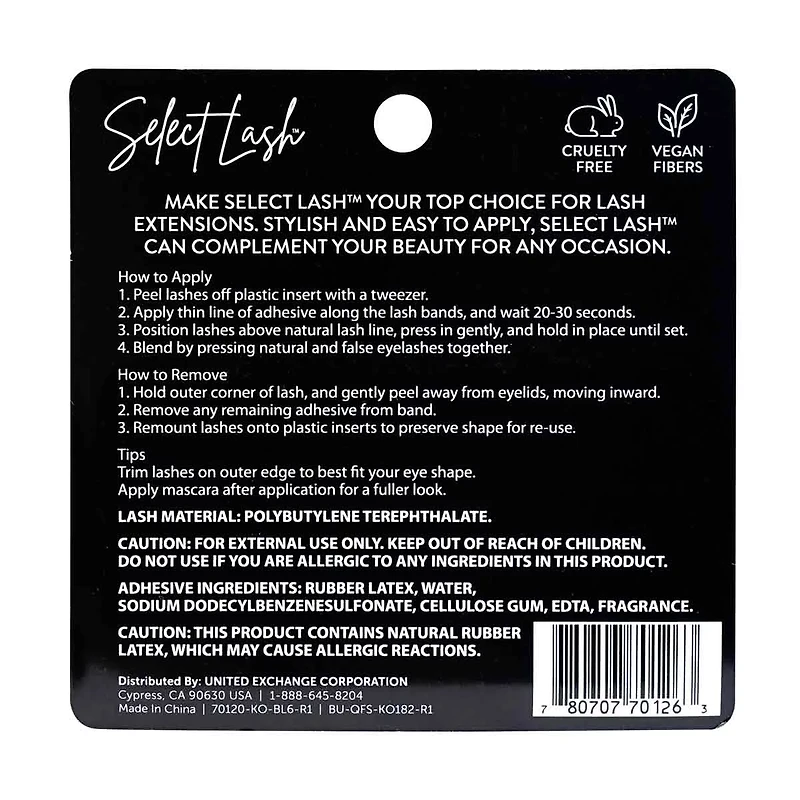 Select Lash™
CRUELTY
FREE
VEGAN
FIBERS
MAKE SELECT LASH™ YOUR TOP CHOICE FOR LASH
EXTENSIONS. STYLISH AND EASY TO APPLY, SELECT LASH™
CAN COMPLEMENT YOUR BEAUTY FOR ANY OCCASION.
How to Apply
1. Peel lashes off plastic insert with a tweezer.
2. Apply thin line of adhesive along the lash bands, and wait 20-30 seconds.
3. Position lashes above natural lash line, press in gently, and hold in place until set.
4. Blend by pressing natural and false eyelashes together.
How to Remove
1. Hold outer corner of lash, and gently peel away from eyelids, moving inward.
2. Remove any remaining adhesive from band.
3. Remount lashes onto plastic inserts to preserve shape for re-use.
Tips
Trim lashes on outer edge to best fit your eye shape.
Apply mascara after application for a fuller look.
LASH MATERIAL: POLYBUTYLENE TEREPHTHALATE.
CAUTION: FOR EXTERNAL USE ONLY. KEEP OUT OF REACH OF CHILDREN.
DO NOT USE IF YOU ARE ALLERGIC TO ANY INGREDIENTS IN THIS PRODUCT.
ADHESIVE INGREDIENTS: RUBBER LATEX, WATER,
SODIUM DODECYLBENZENESULFONATE, CELLULOSE GUM, EDTA, FRAGRANCE.
CAUTION: THIS PRODUCT CONTAINS NATURAL RUBBER
LATEX, WHICH MAY CAUSE ALLERGIC REACTIONS.
Distributed By: UNITED EXCHANGE CORPORATION
Cypress, CA 90630 USA | 1-888-645-8204
Made In China | 70120-KO-BL6-R1 | BU-QFS-KO182-R1
7 80707 70126 3